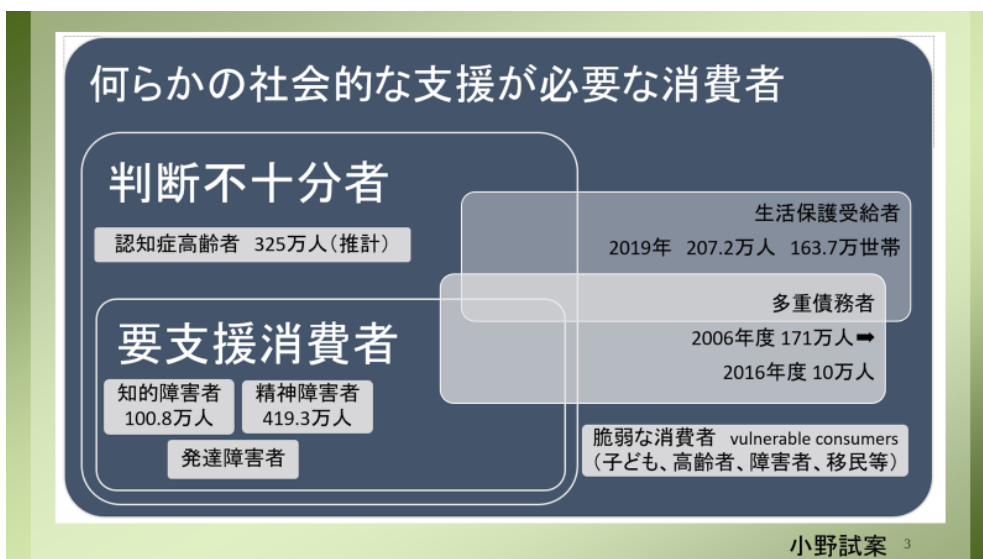 何らかの社会的な支援が必要な消費者
判断不十分者
認知症高齢者 325万人(推計)
生活保護受給者
2019年 207.2万人 163.7万世帯
多重債務者
2006年度 171万人➡
2016年度 10万人
要支援消費者
知的障害者
100.8万人
精神障害者
419.3万人
発達障害者
脆弱な消費者 vulnerable consumers
(子ども、高齢者、障害者、移民等)
小野試案 3